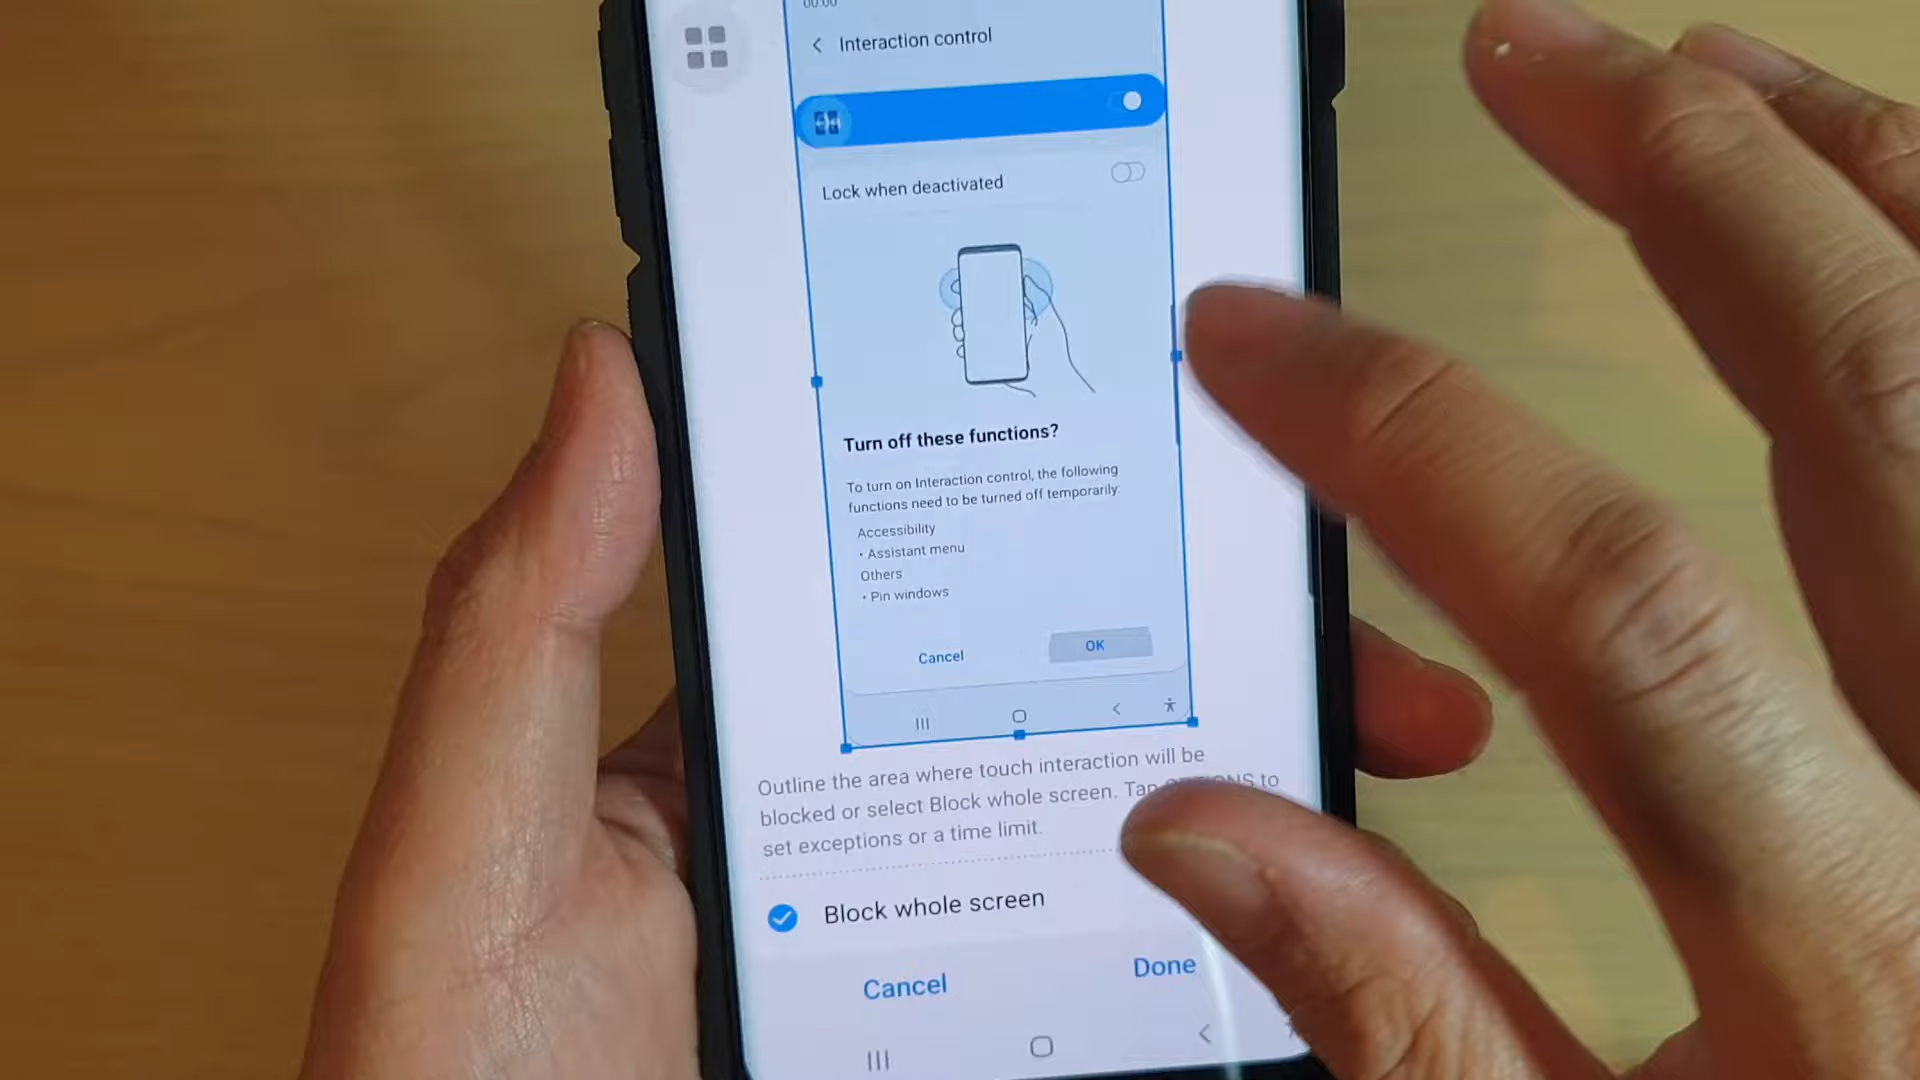 Interaction control
Lock when deactivated
Turn off these functions?
To turn on Interaction control, the following
functions need to be turned off temporarily:
Accessibility
• Assistant menu
Others
• Pin windows
Cancel
OK
Outline the area where touch interaction will be
blocked or select Block whole screen. Tap to
set exceptions or a time limit.
Block whole screen
Cancel
Done